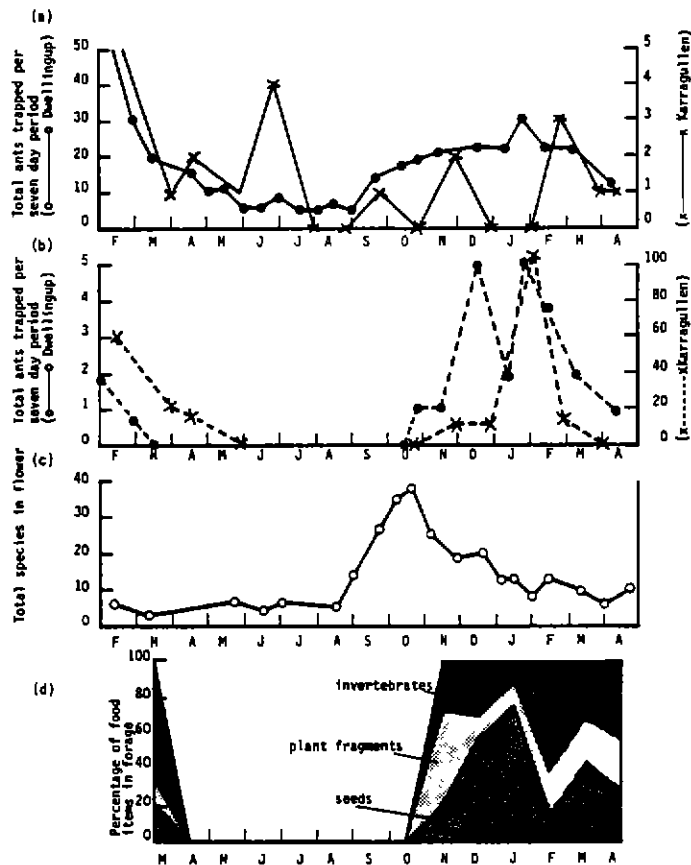 (a)
Total ants trapped per
seven day period
(o——o Dwellingup)
50
40
30
20
10
0
5
4
3
2
1
0
(x——x Karragullen)
F M A M J J A S O N D J F M A
(b)
Total ants trapped per
seven day period
(o——o Dwellingup)
5
4
3
2
1
0
100
80
60
40
20
0
(x-------xKarragullen)
F M A M J J A S O N D J F M A
(c)
Total species in flower
40
30
20
10
0
F M A M J J A S O N D J F M A
(d)
Percentage of food
items in forage
100
80
60
40
20
0
invertebrates
plant fragments
seeds
M A M J J A S O N D J F M A